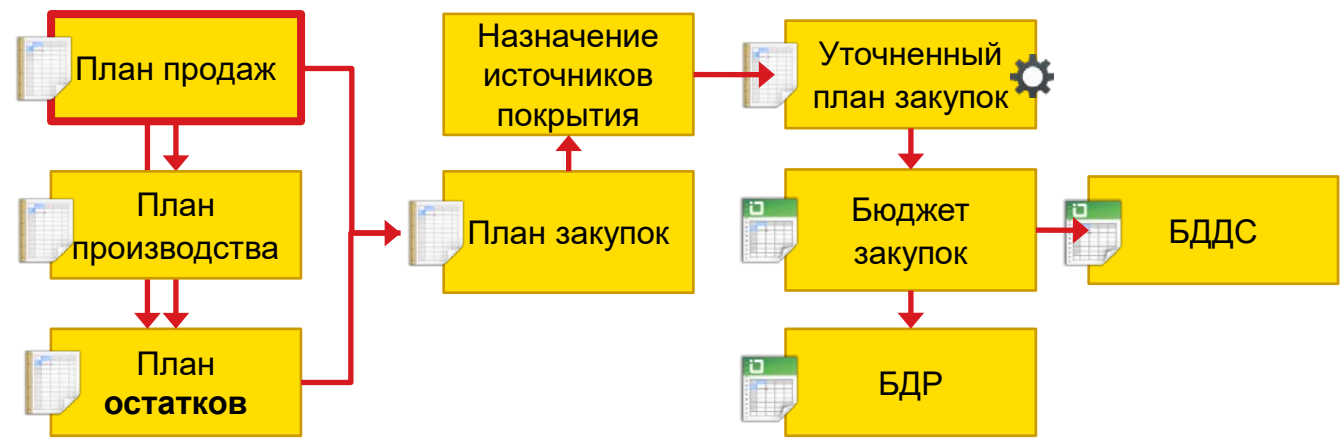 План продаж
План
производства
План
остатков
План закупок
Назначение
источников
покрытия
Уточненный
план закупок
Бюджет
закупок
БДДС
БДР